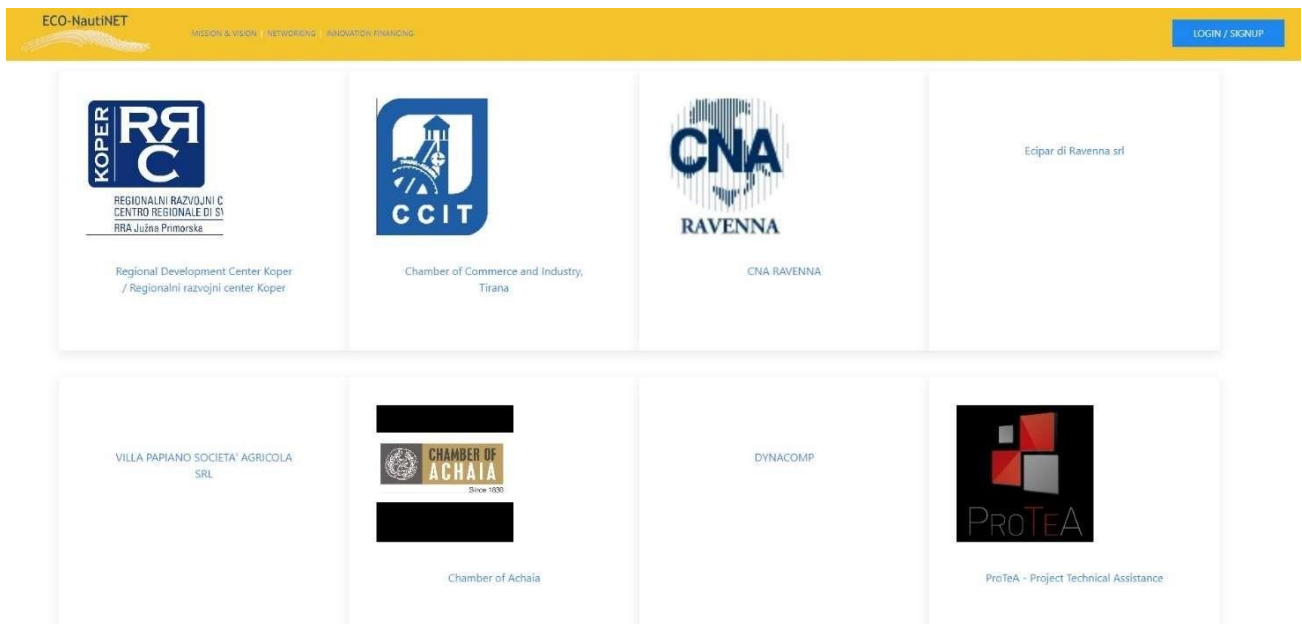 ECO-NautiNET
MISSION & VISION | NETWORKING | INNOVATION FINANCING
LOGIN / SIGNUP
KOPER
RRC
REGIONALNI RAZVOJNI C
CENTRO REGIONALE DI SV
RRA Južna Primorska
Regional Development Center Koper
/ Regionalni razvojni center Koper
CCIT
Chamber of Commerce and Industry,
Tirana
CNA
RAVENNA
CNA RAVENNA
Ecipar di Ravenna srl
VILLA PAPIANO SOCIETA' AGRICOLA
SRL
CHAMBER OF
ACHAIA
Since 1836
Chamber of Achaia
DYNACOMP
PROTEA
ProTeA - Project Technical Assistance